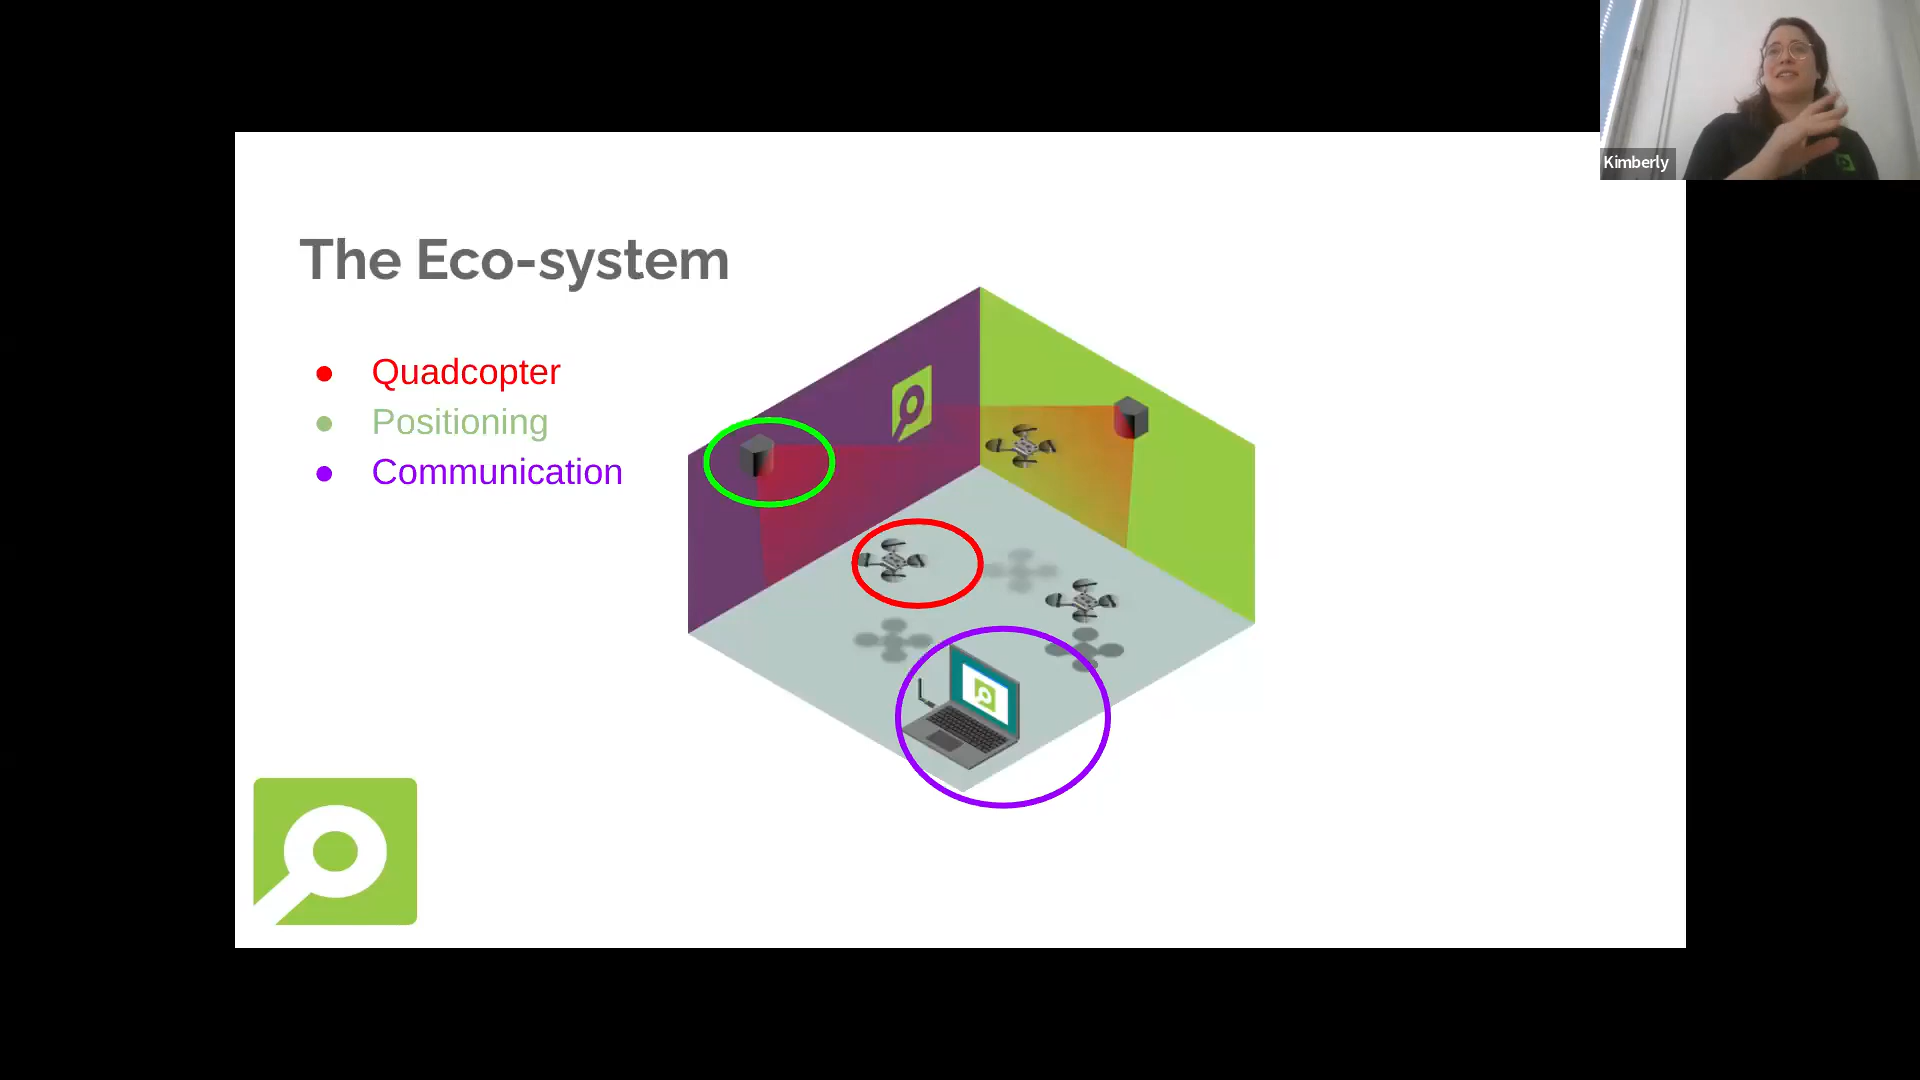 Kimberly
The Eco-system
● Quadcopter
● Positioning
● Communication